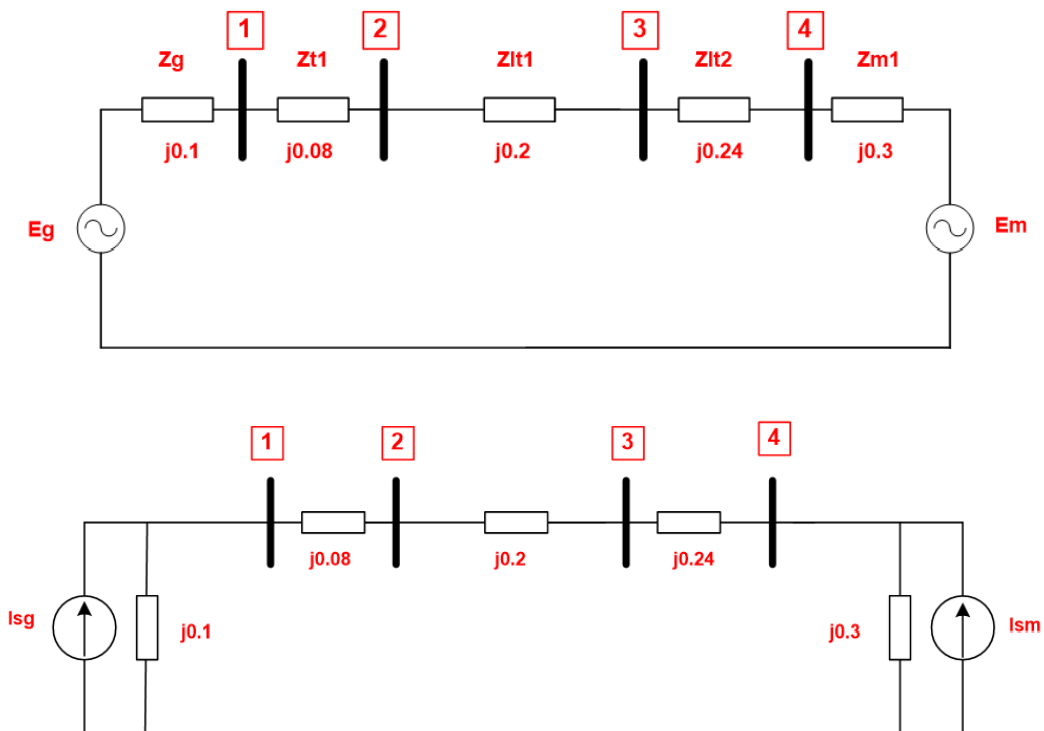 1 2 3 4
Zg Zt1 Zlt1 Zlt2 Zm1
j0.1 j0.08 j0.2 j0.24 j0.3
Eg Em
1 2 3 4
j0.08 j0.2 j0.24
Isg j0.1 j0.3 Ism